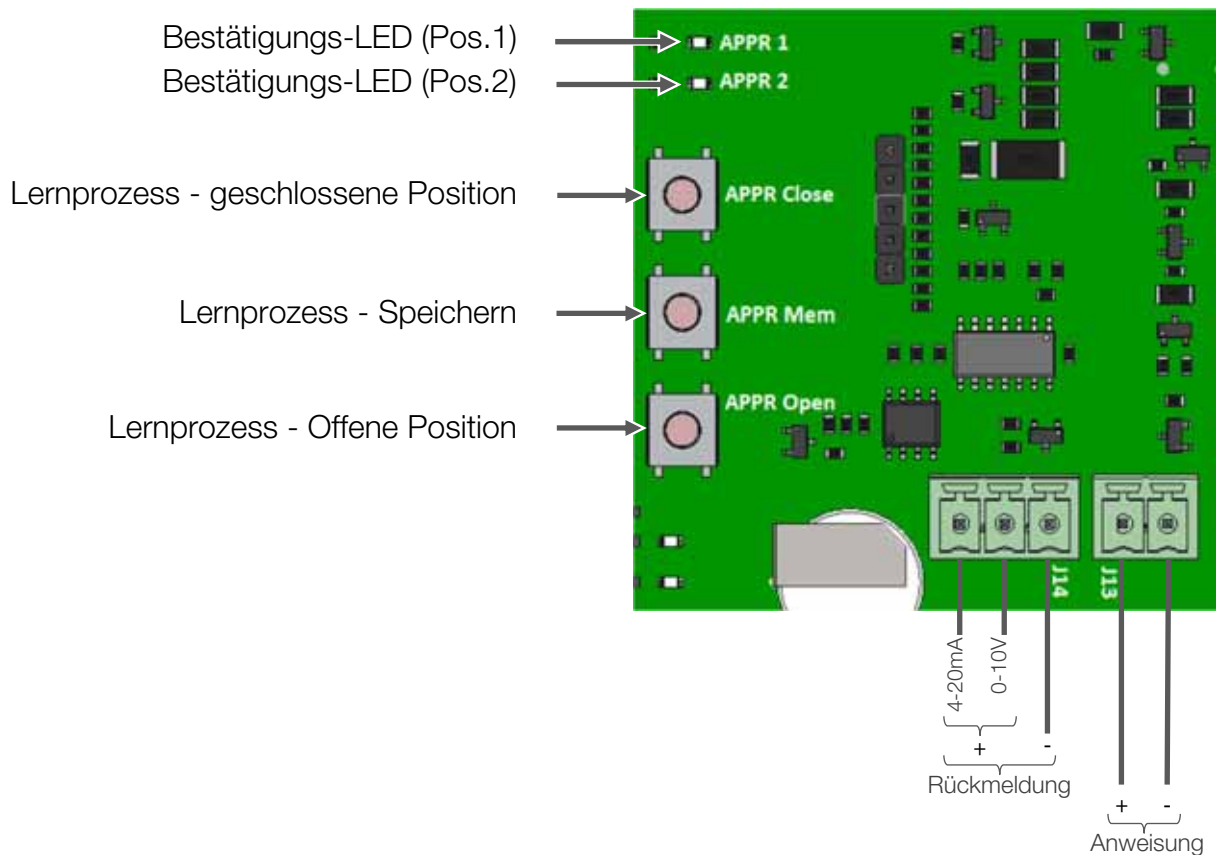 Bestätigungs-LED (Pos.1)
APPR 1
Bestätigungs-LED (Pos.2)
APPR 2
Lernprozess - geschlossene Position
APPR Close
Lernprozess - Speichern
APPR Mem
Lernprozess - Offene Position
APPR Open
J14
J13
4-20mA
0-10V
+ -
Rückmeldung
+ -
Anweisung